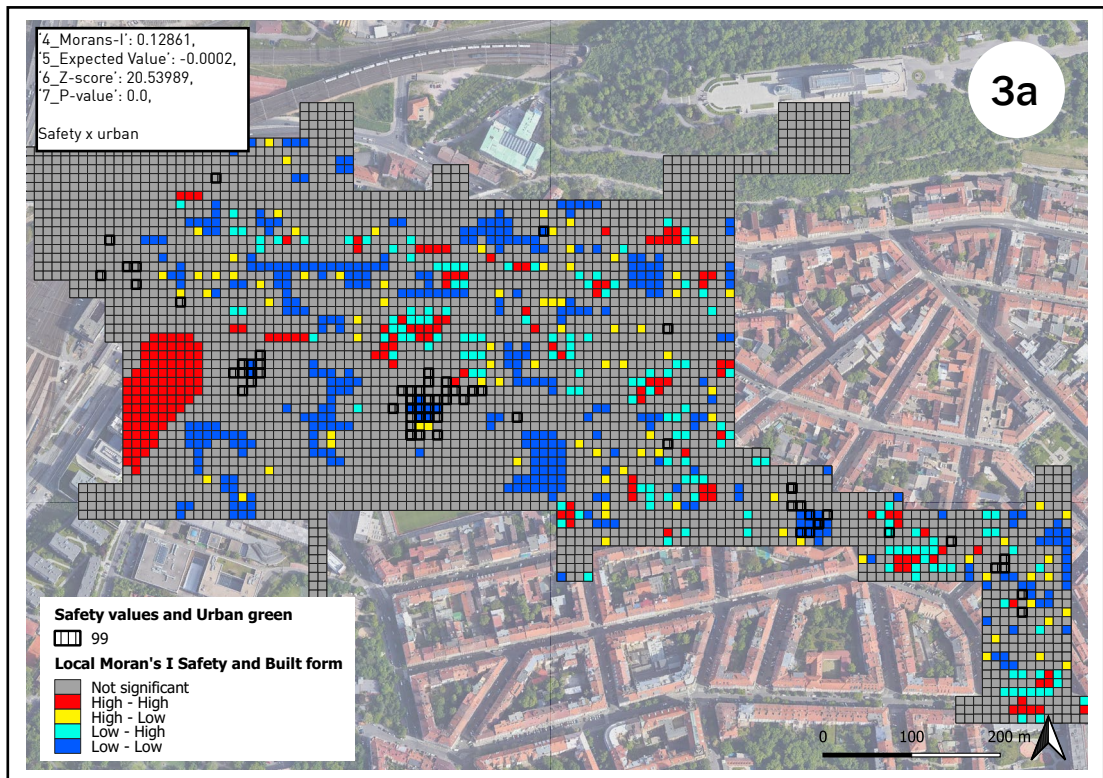 '4_Morans-I': 0.12861,
'5_Expected Value': -0.0002,
'6_Z-score': 20.53989,
'7_P-value': 0.0,
Safety x urban
3a
Safety values and Urban green
99
Local Moran's I Safety and Built form
Not significant
High - High
High - Low
Low - High
Low - Low
0 100 200 m